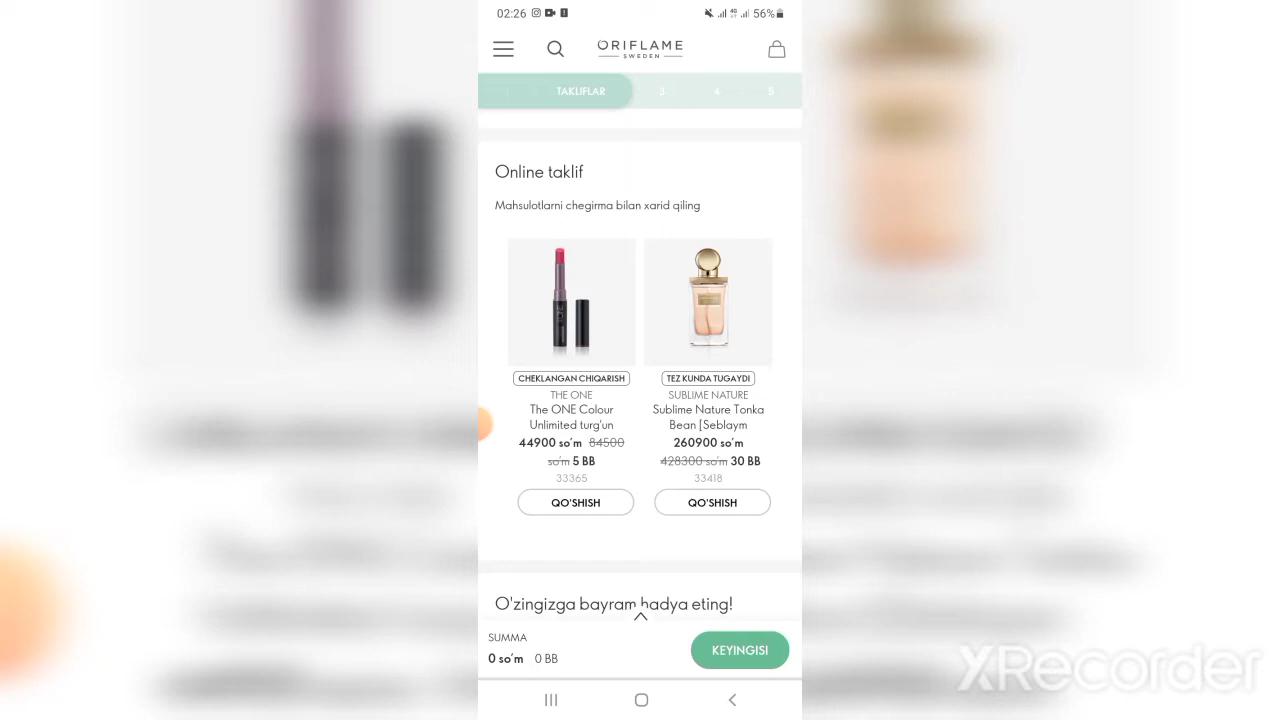 02:26
4G
56%
ORIFLAME
SWEDEN
TAKLIFLAR
3
4
5
Online taklif
Mahsulotlarni chegirma bilan xarid qiling
CHEKLANGAN CHIQARISH
THE ONE
The ONE Colour
Unlimited turg'un
44900 so'm 84500
so'm 5 BB
33365
QO'SHISH
TEZ KUNDA TUGAYDI
SUBLIME NATURE
Sublime Nature Tonka
Bean [Seblaym
260900 so'm
428300 so'm 30 BB
33418
QO'SHISH
O'zingizga bayram hadya eting!
SUMMA
0 so'm 0 BB
KEYINGISI
XRecorder